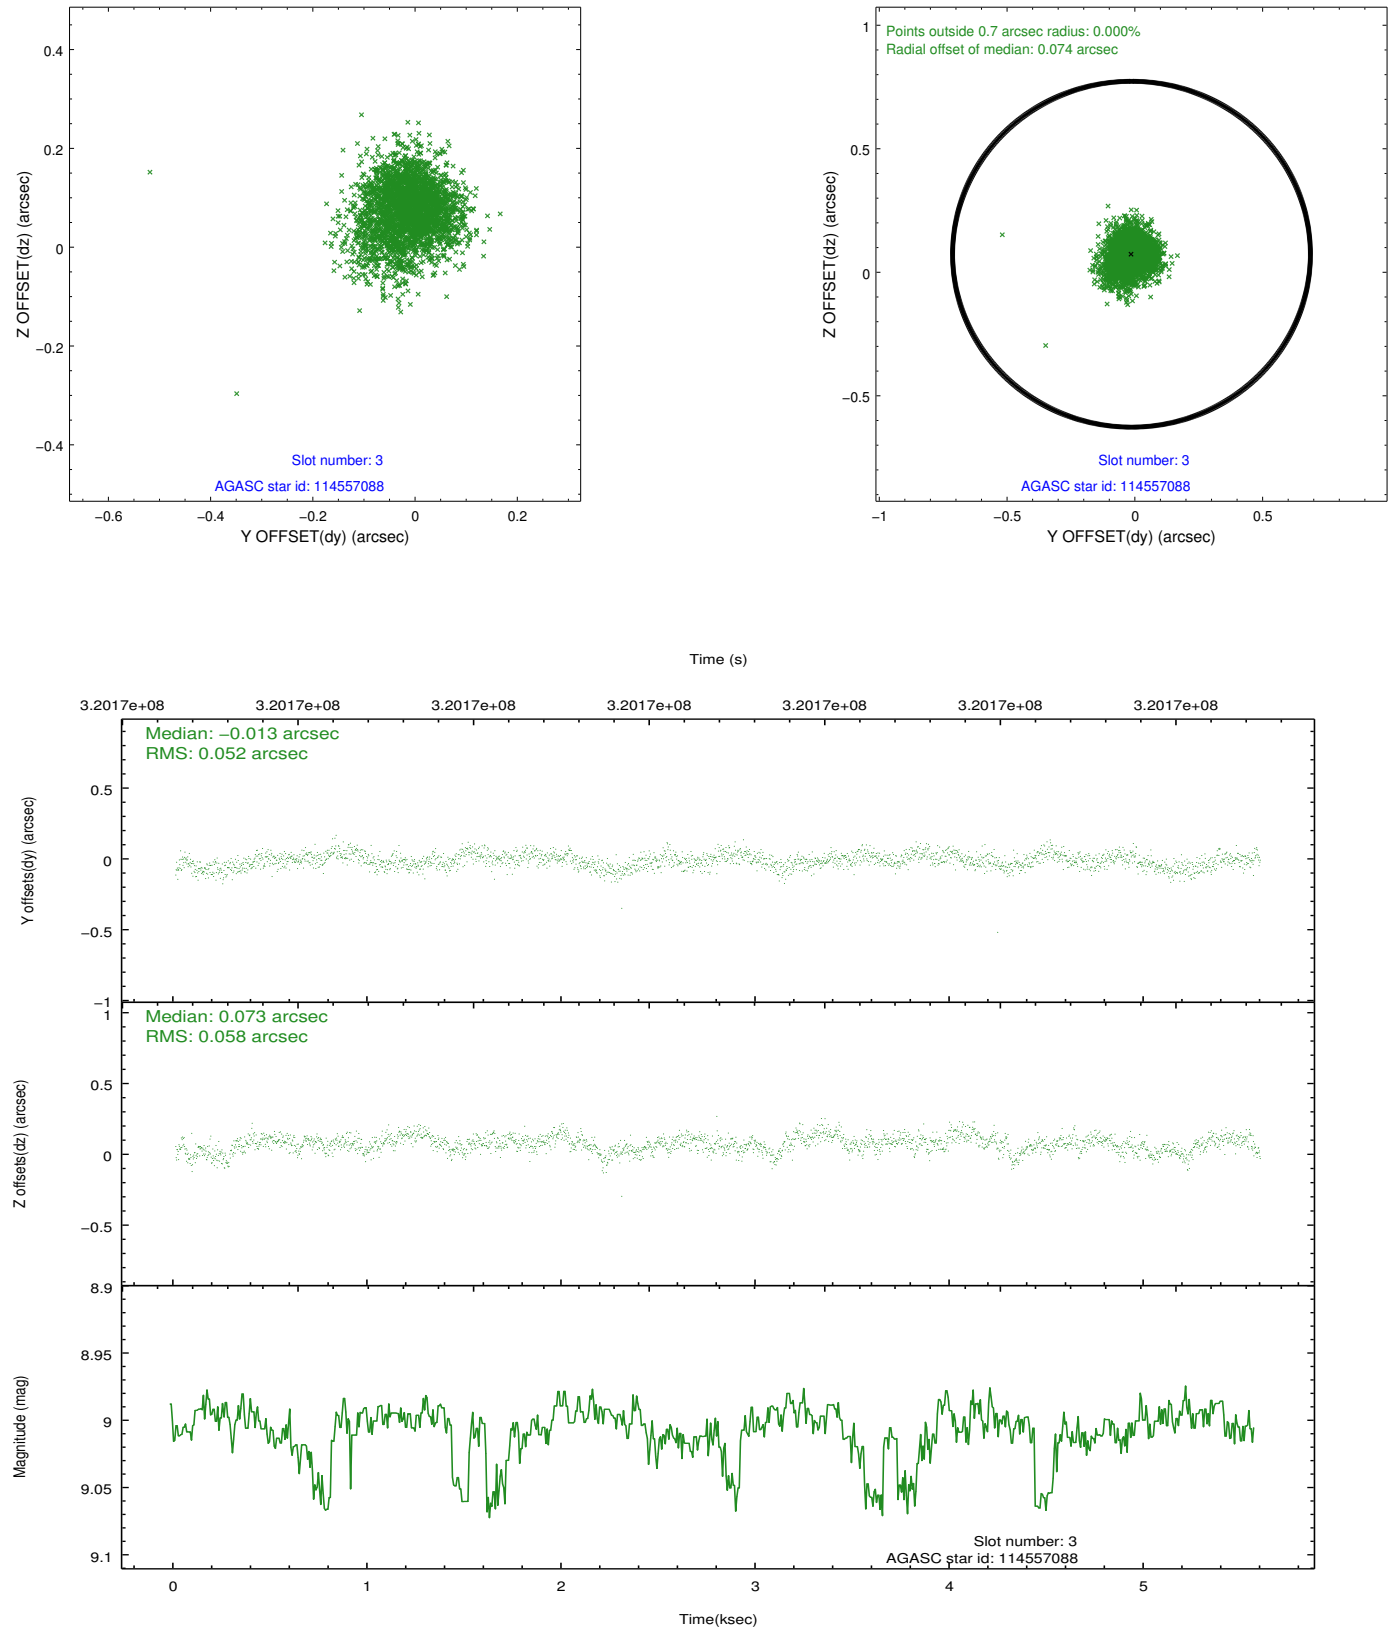 0.4
0.2
0
−0.2
−0.4
Z OFFSET(dz) (arcsec)
Slot number: 3
AGASC star id: 114557088
−0.6 −0.4 −0.2 0 0.2
Y OFFSET(dy) (arcsec)
Points outside 0.7 arcsec radius: 0.000%
Radial offset of median: 0.074 arcsec
1
0.5
0
−0.5
Z OFFSET(dz) (arcsec)
Slot number: 3
AGASC star id: 114557088
−1 −0.5 0 0.5
Y OFFSET(dy) (arcsec)
Time (s)
3.2017e+08 3.2017e+08 3.2017e+08 3.2017e+08 3.2017e+08 3.2017e+08 3.2017e+08
Median: −0.013 arcsec
RMS: 0.052 arcsec
0.5
0
−0.5
−1
Y offsets(dy) (arcsec)
Median: 0.073 arcsec
RMS: 0.058 arcsec
1
0.5
0
−0.5
Z offsets(dz) (arcsec)
8.9
8.95
9
9.05
9.1
Magnitude (mag)
Slot number: 3
AGASC star id: 114557088
0 1 2 3 4 5
Time(ksec)